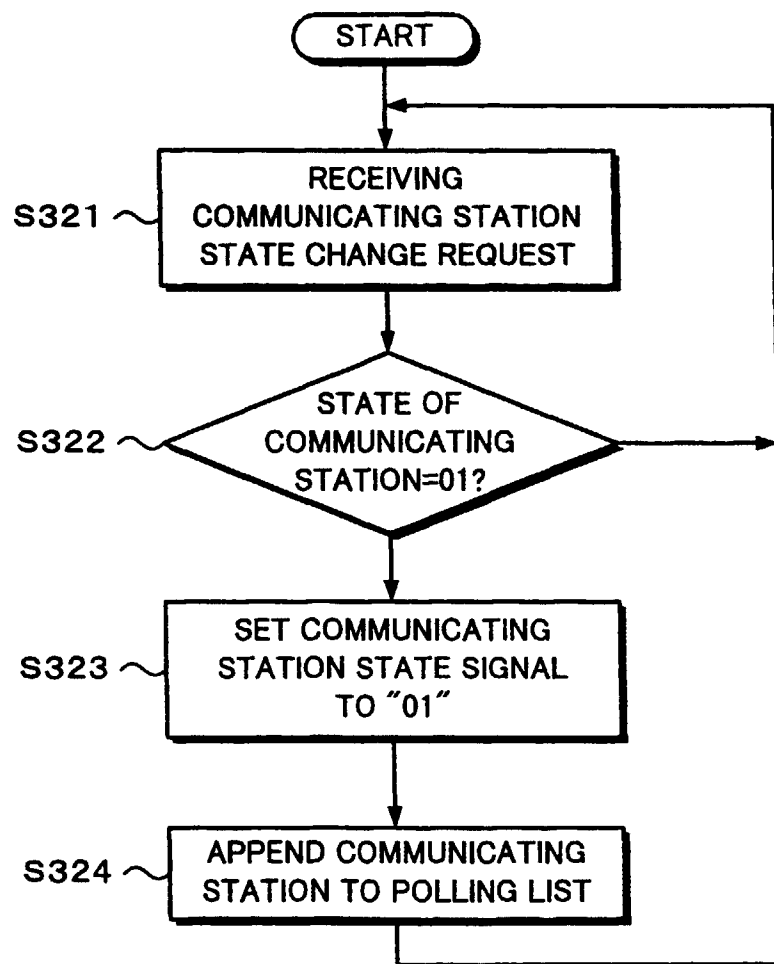 START
RECEIVING
COMMUNICATING STATION
STATE CHANGE REQUEST
S321
STATE OF
COMMUNICATING
STATION=01?
S322
SET COMMUNICATING
STATION STATE SIGNAL
TO "01"
S323
APPEND COMMUNICATING
STATION TO POLLING LIST
S324